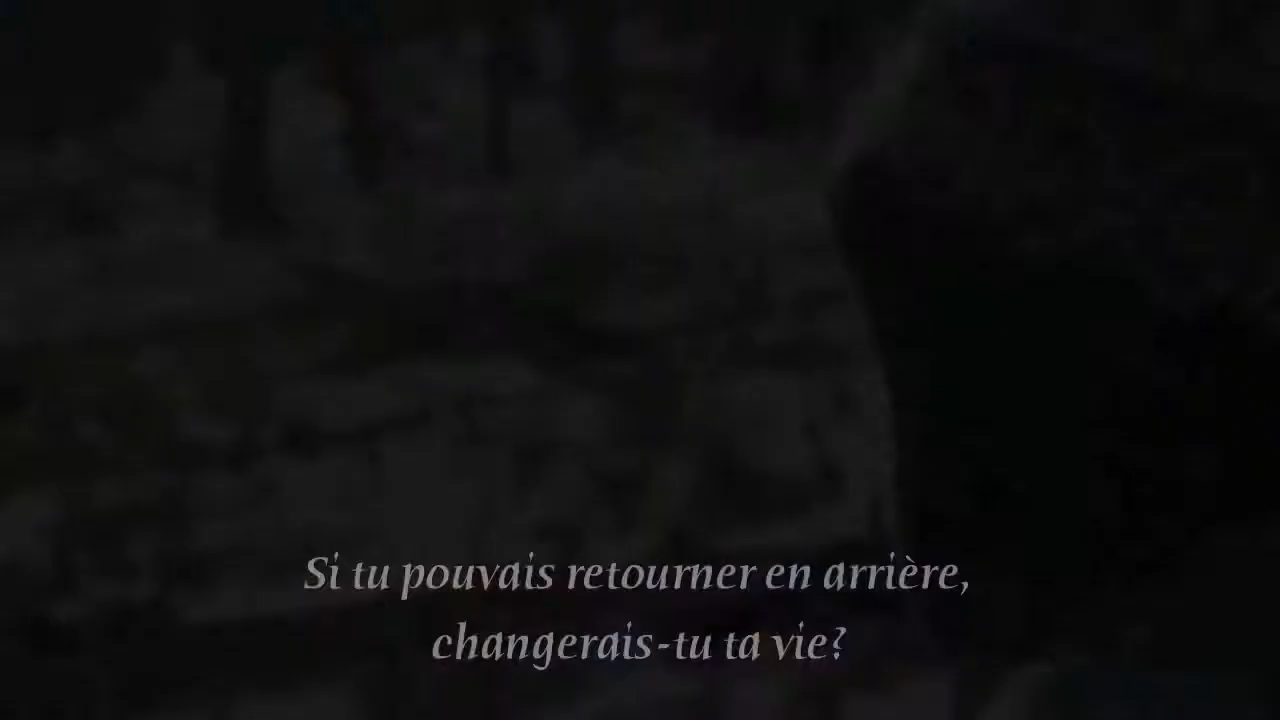 Si tu pouvais retourner en arrière,
changerais-tu ta vie?